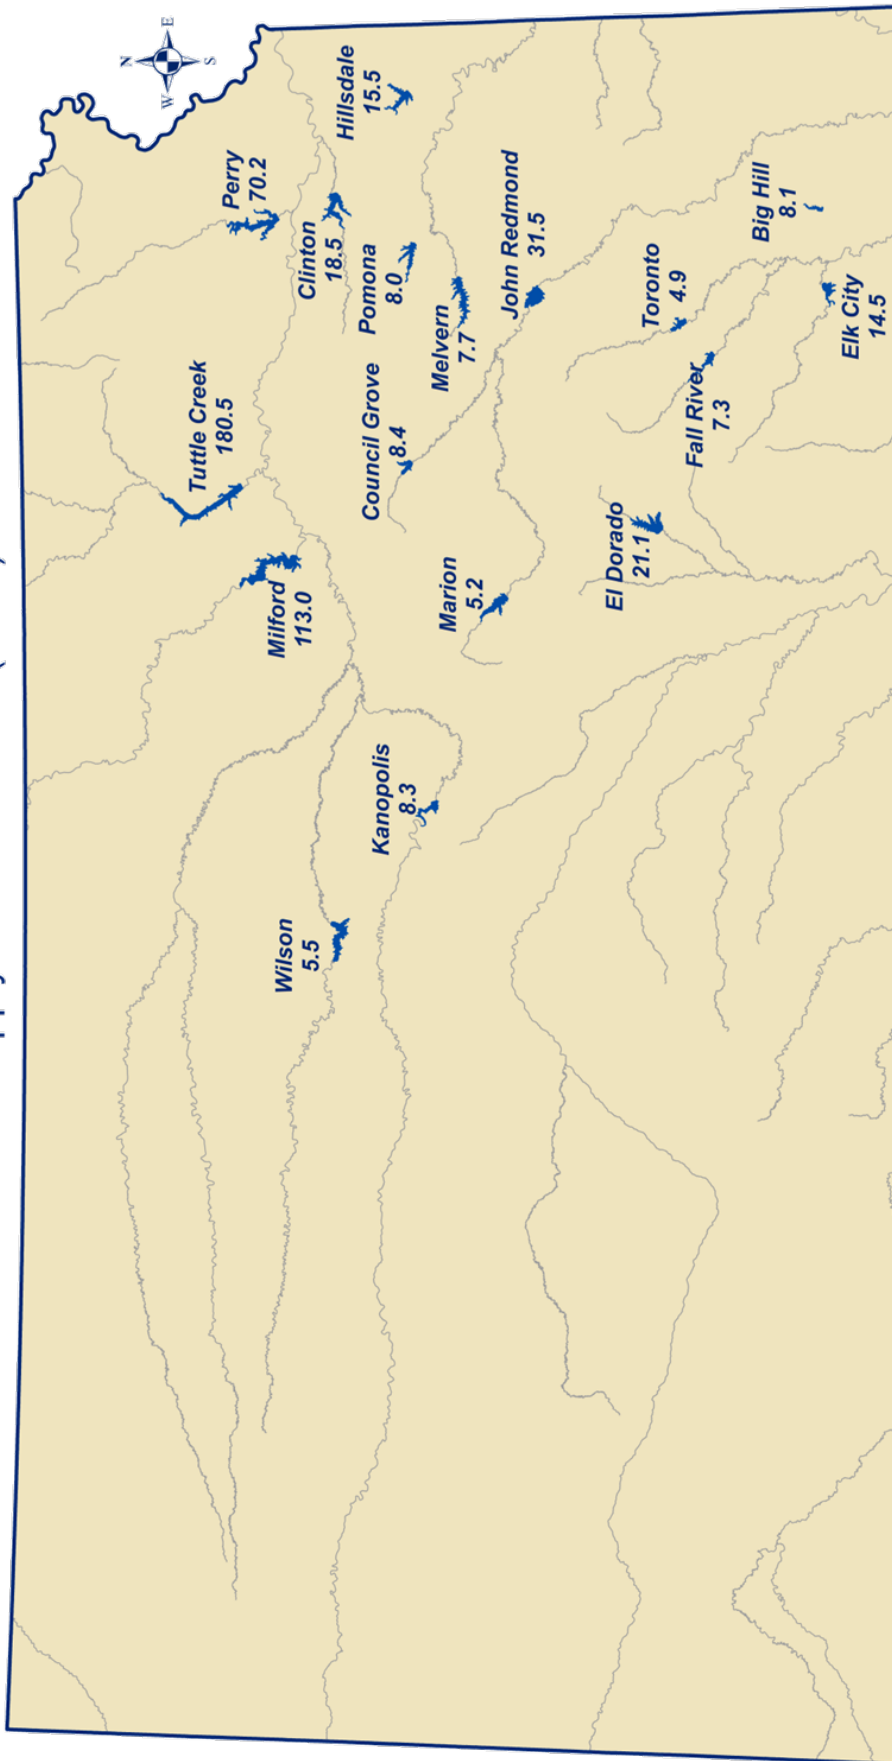 N
W
E
S
Tuttle Creek
180.5
Perry
70.2
Milford
113.0
Wilson
5.5
Clinton
18.5
Hillsdale
15.5
Pomona
8.0
Council Grove
8.4
Kanopolis
8.3
Melvern
7.7
Marion
5.2
John Redmond
31.5
El Dorado
21.1
Toronto
4.9
Fall River
7.3
Big Hill
8.1
Elk City
14.5